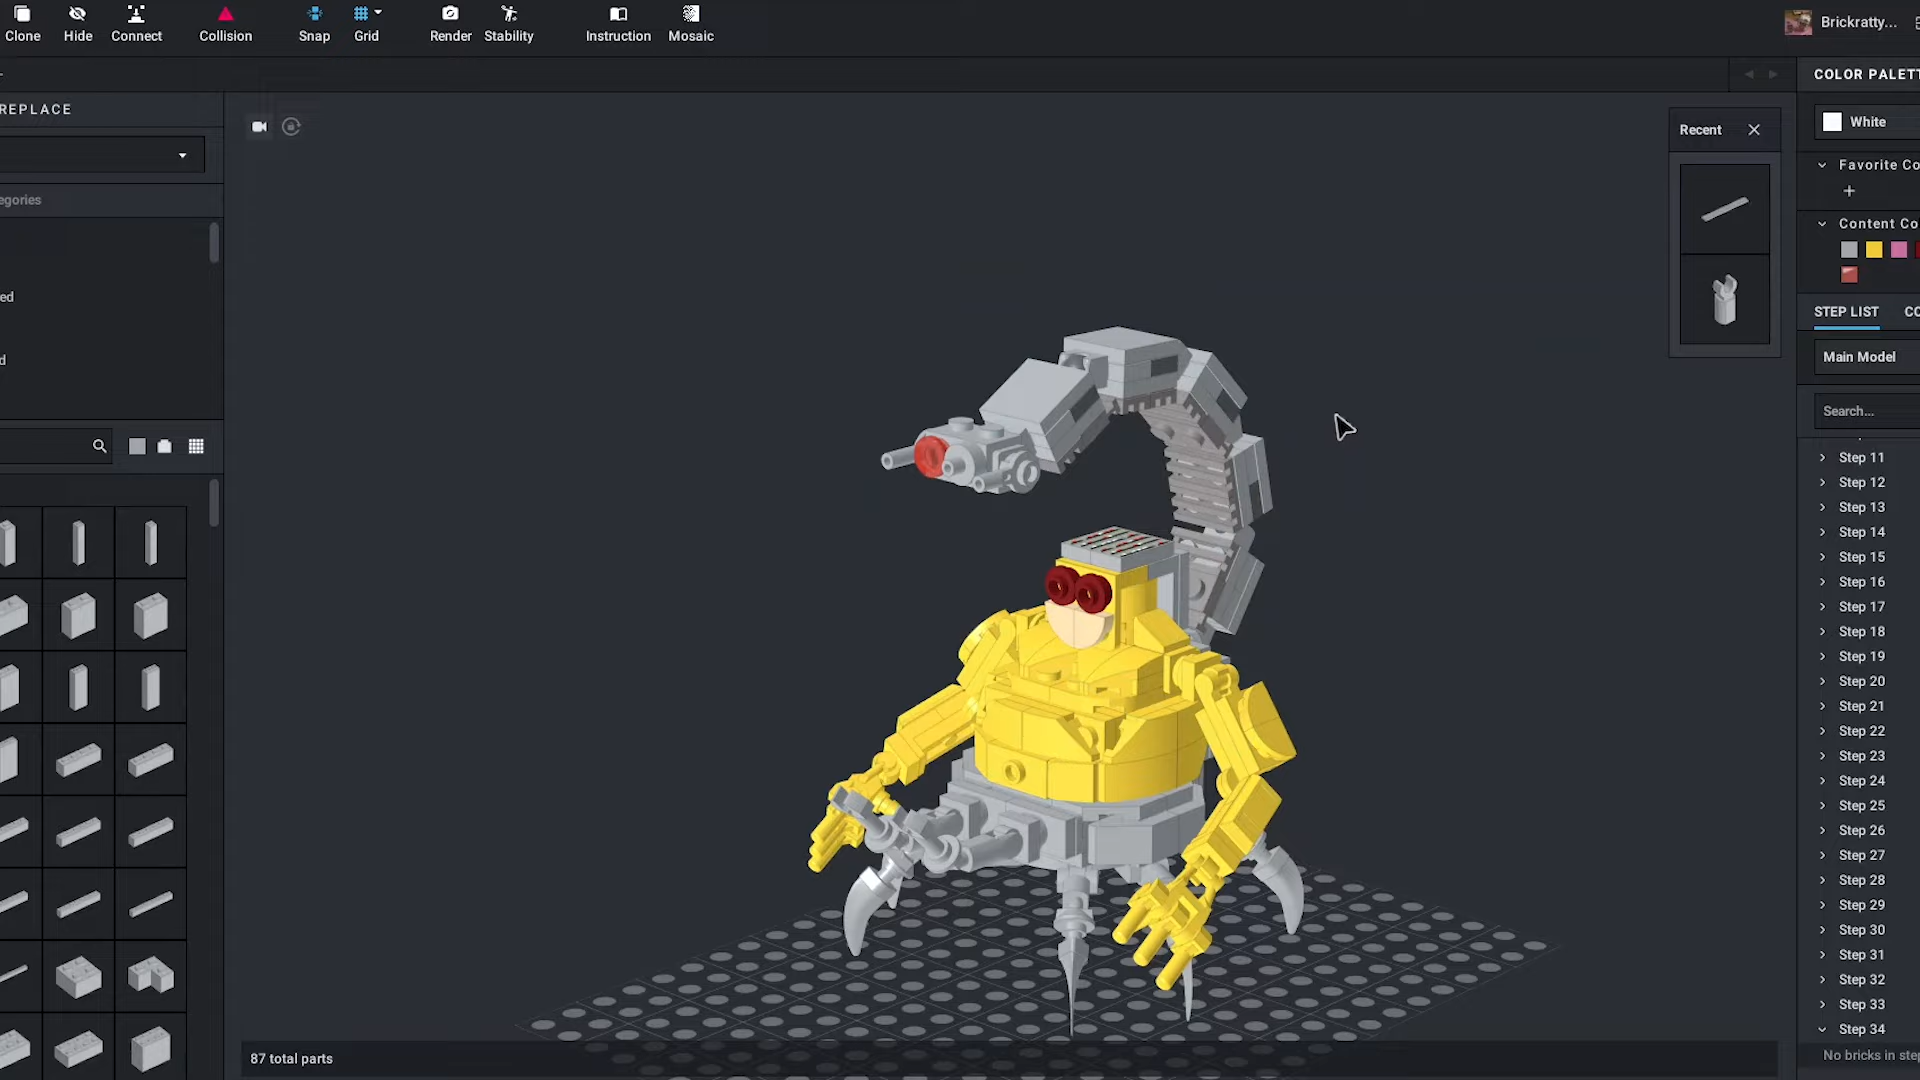 Clone
Hide
Connect
Collision
Snap
Grid
Render
Stability
Instruction
Mosaic
Brickratty...
REPLACE
egories
ed
d
Recent
87 total parts
COLOR PALETT
White
Favorite Co
Content Co
STEP LIST
CO
Main Model
Search...
Step 11
Step 12
Step 13
Step 14
Step 15
Step 16
Step 17
Step 18
Step 19
Step 20
Step 21
Step 22
Step 23
Step 24
Step 25
Step 26
Step 27
Step 28
Step 29
Step 30
Step 31
Step 32
Step 33
Step 34
No bricks in step